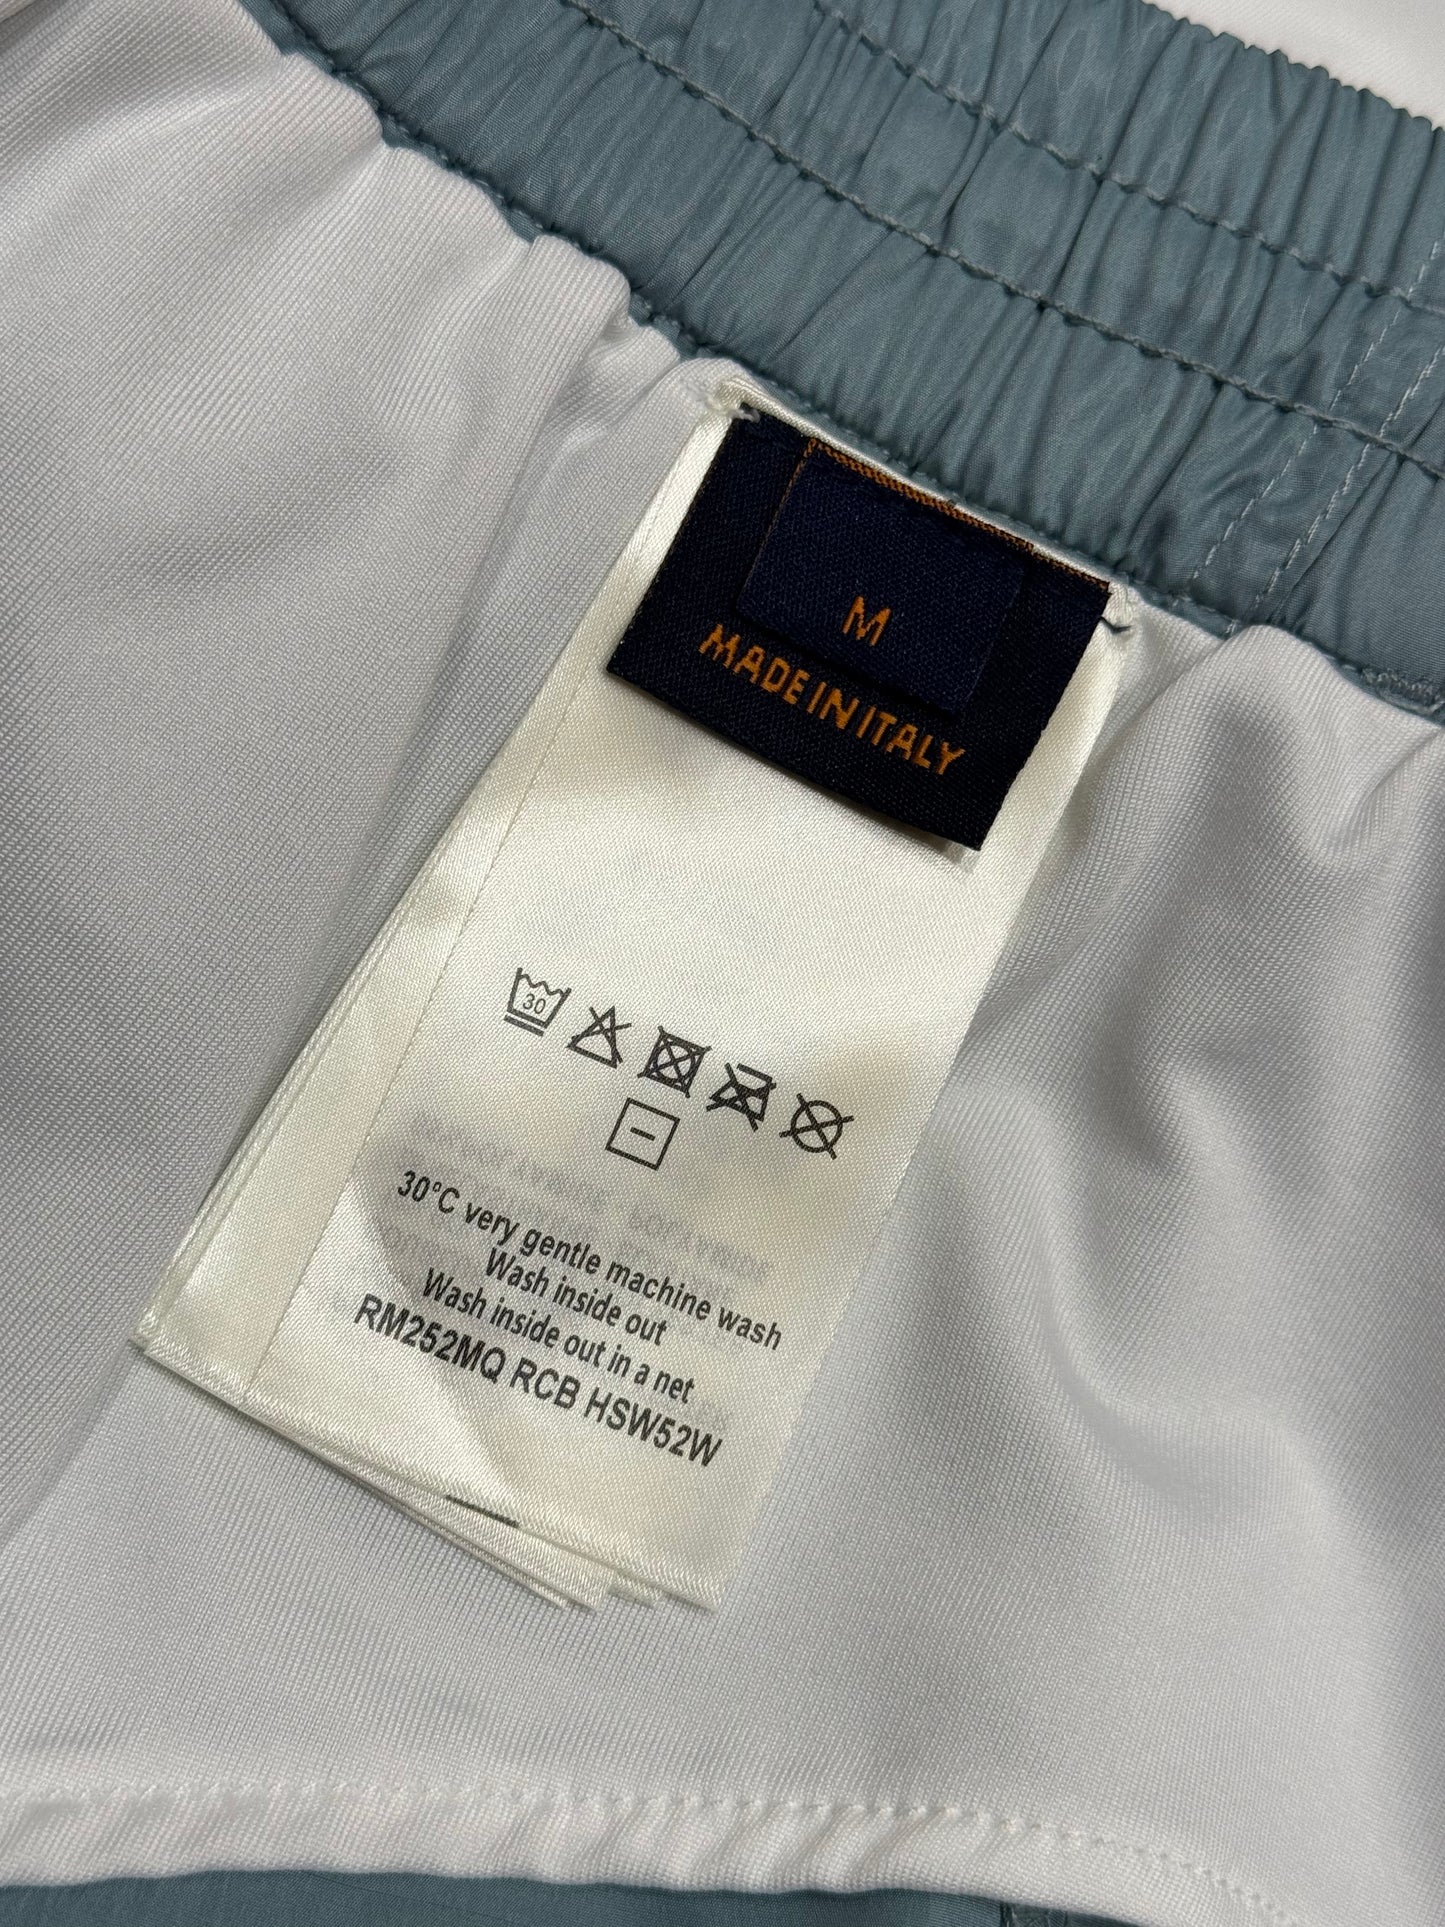 M
MADE IN ITALY
30
30°C very gentle machine wash
Wash inside out
Wash inside out in a net
RM252MQ RCB HSW52W